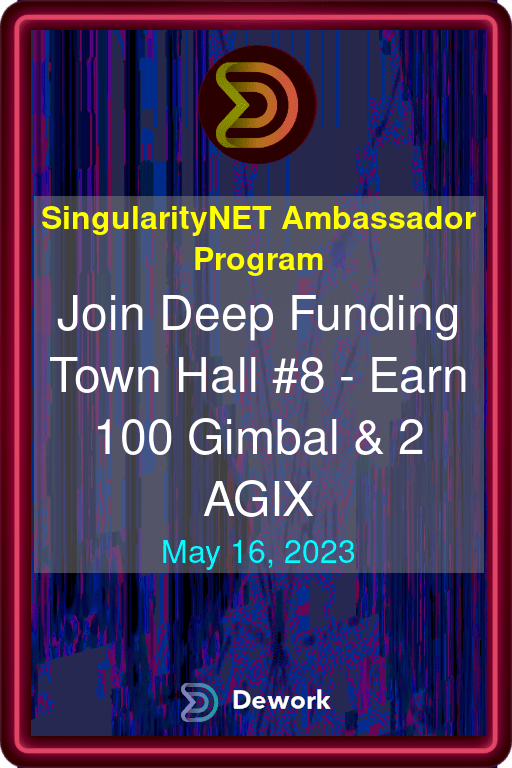 SingularityNET Ambassador
Program
Join Deep Funding
Town Hall #8 - Earn
100 Gimbal & 2
AGIX
May 16, 2023
Dework